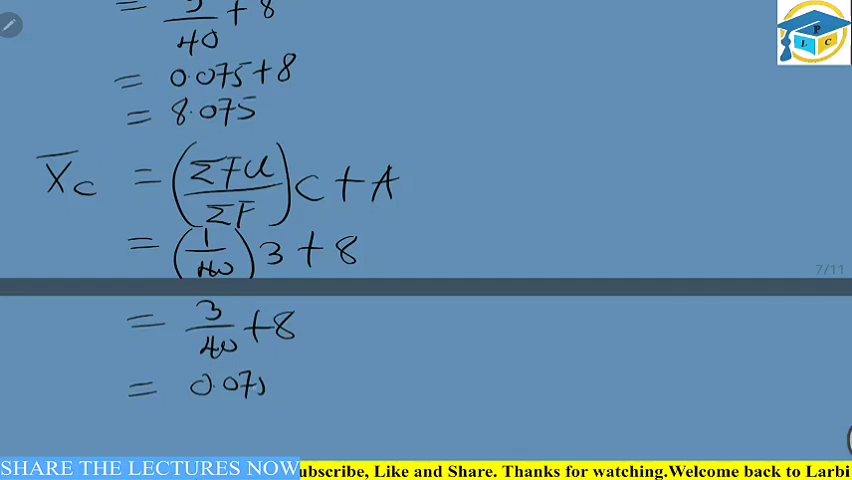 = 3/40 + 8
= 0.075 + 8
= 8.075
X̄c = (ΣFU/ΣF) C + A
= (1/40) 3 + 8
7/11
= 3/40 + 8
= 0.07
P
L C
SHARE THE LECTURES NOW
ubscribe, Like and Share. Thanks for watching.Welcome back to Larbi